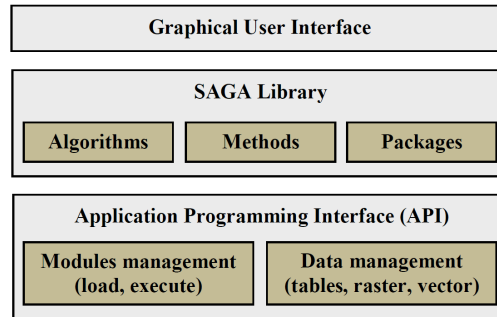 Graphical User Interface
SAGA Library
Algorithms
Methods
Packages
Application Programming Interface (API)
Modules management
(load, execute)
Data management
(tables, raster, vector)